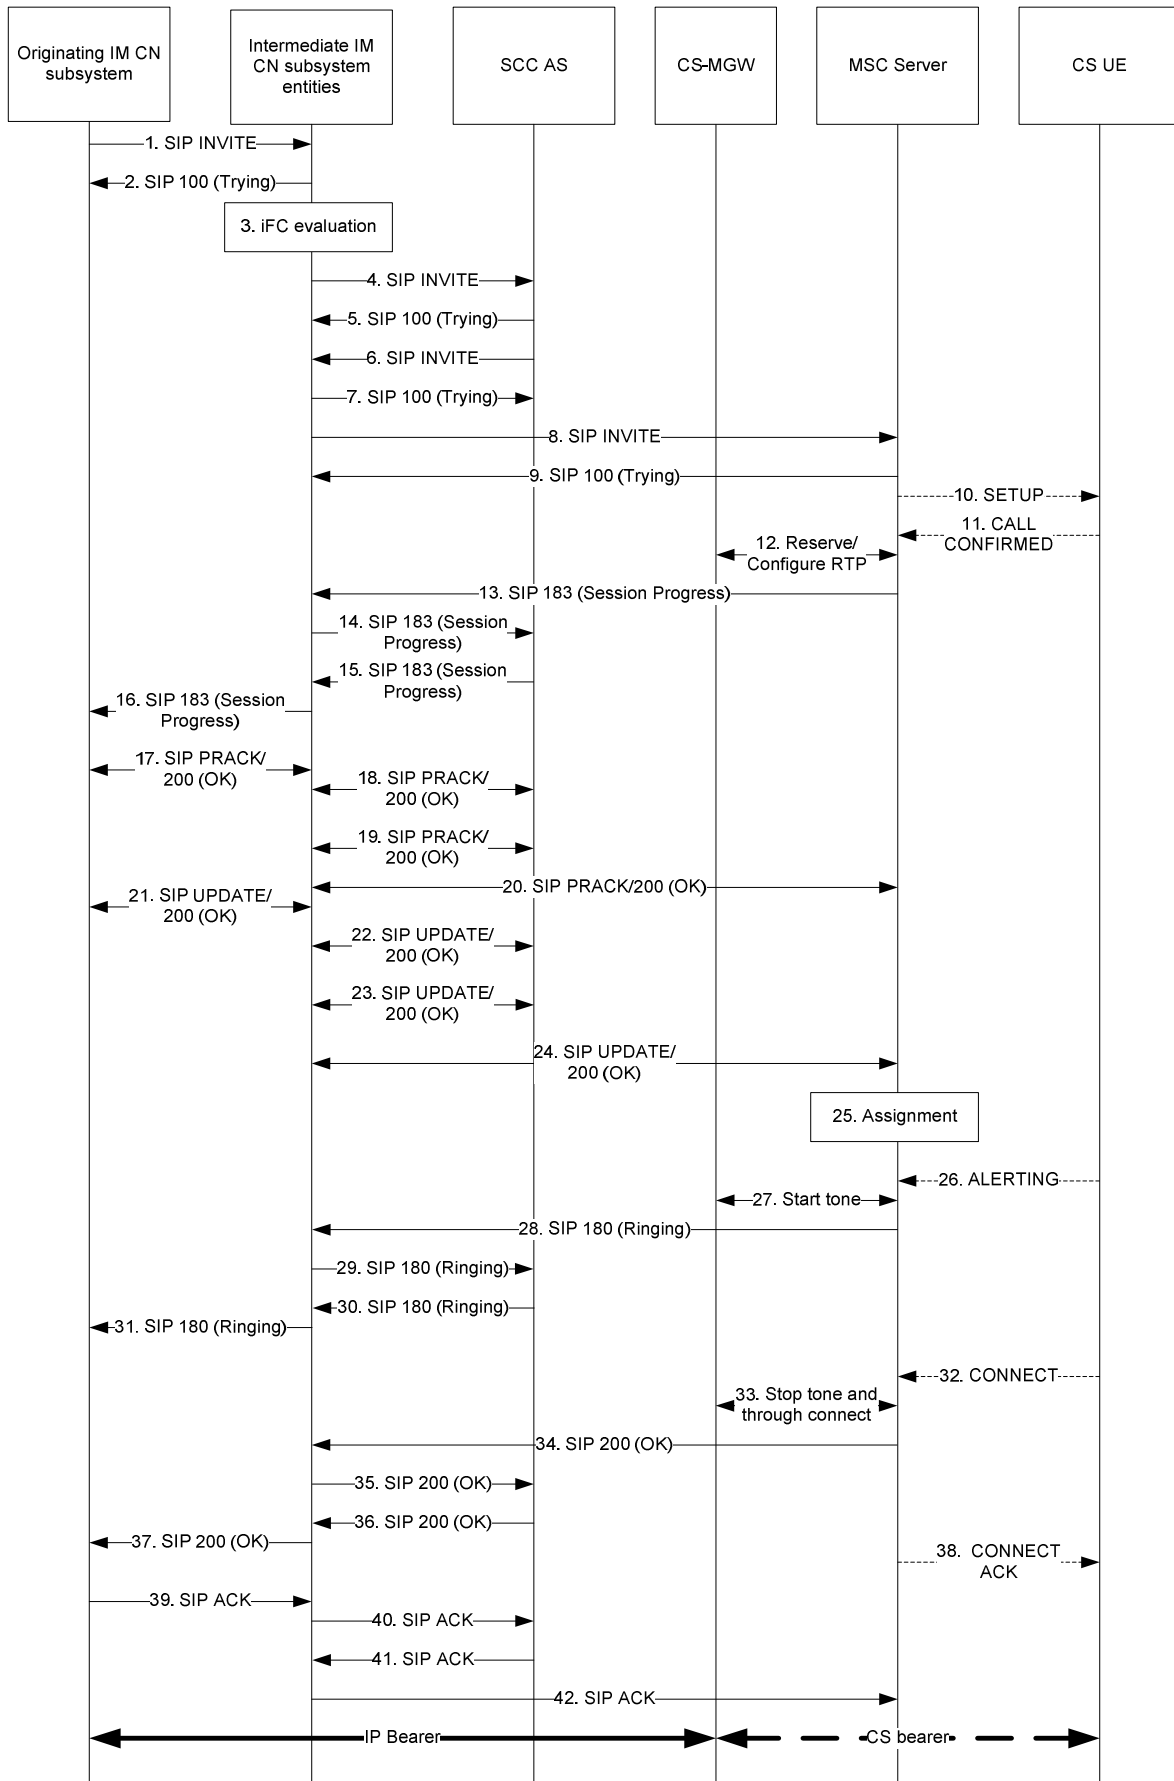 Originating IM CN
subsystem
Intermediate IM
CN subsystem
entities
SCC AS
CS-MGW
MSC Server
CS UE
1. SIP INVITE
2. SIP 100 (Trying)
3. iFC evaluation
4. SIP INVITE
5. SIP 100 (Trying)
6. SIP INVITE
7. SIP 100 (Trying)
8. SIP INVITE
9. SIP 100 (Trying)
10. SETUP
11. CALL
CONFIRMED
12. Reserve/
Configure RTP
13. SIP 183 (Session Progress)
14. SIP 183 (Session
Progress)
15. SIP 183 (Session
Progress)
16. SIP 183 (Session
Progress)
17. SIP PRACK/
200 (OK)
18. SIP PRACK/
200 (OK)
19. SIP PRACK/
200 (OK)
20. SIP PRACK/200 (OK)
21. SIP UPDATE/
200 (OK)
22. SIP UPDATE/
200 (OK)
23. SIP UPDATE/
200 (OK)
24. SIP UPDATE/
200 (OK)
25. Assignment
26. ALERTING
27. Start tone
28. SIP 180 (Ringing)
29. SIP 180 (Ringing)
30. SIP 180 (Ringing)
31. SIP 180 (Ringing)
32. CONNECT
33. Stop tone and
through connect
34. SIP 200 (OK)
35. SIP 200 (OK)
36. SIP 200 (OK)
37. SIP 200 (OK)
38. CONNECT
ACK
39. SIP ACK
40. SIP ACK
41. SIP ACK
42. SIP ACK
IP Bearer
CS bearer